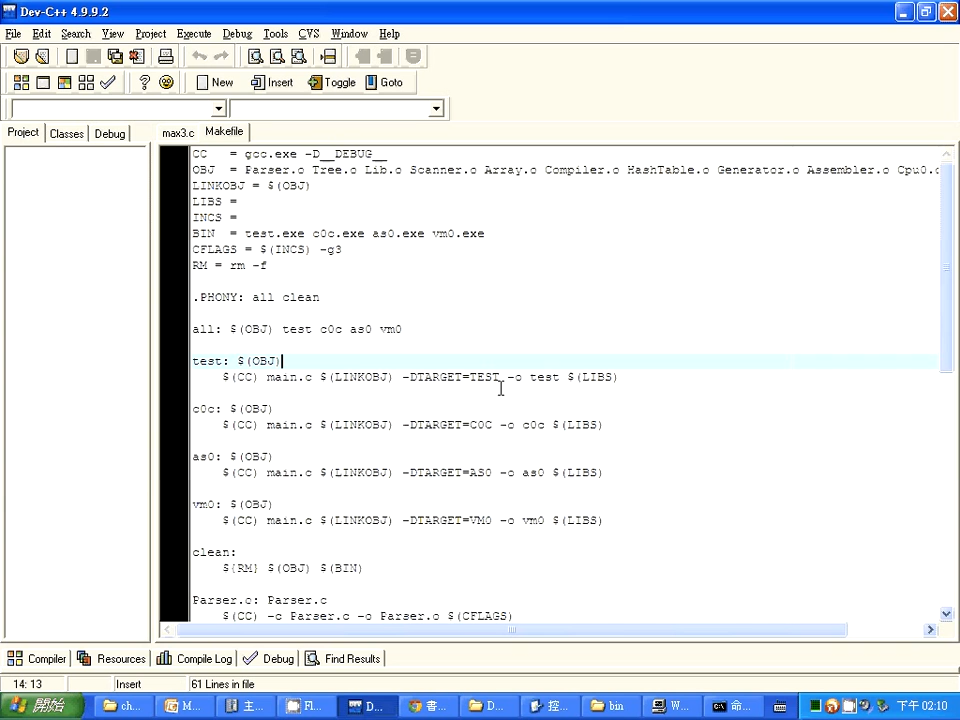 Dev-C++ 4.9.9.2
File Edit Search View Project Execute Debug Tools CVS Window Help
New Insert Toggle Goto
Project Classes Debug max3.c Makefile
CC = gcc.exe -D__DEBUG__
OBJ = Parser.o Tree.o Lib.o Scanner.o Array.o Compiler.o HashTable.o Generator.o Assembler.o Cpu0.o
LINKOBJ = $(OBJ)
LIBS =
INCS =
BIN = test.exe c0c.exe as0.exe vm0.exe
CFLAGS = $(INCS) -g3
RM = rm -f
.PHONY: all clean
all: $(OBJ) test c0c as0 vm0
test: $(OBJ)
$(CC) main.c $(LINKOBJ) -DTARGET=TEST -o test $(LIBS)
c0c: $(OBJ)
$(CC) main.c $(LINKOBJ) -DTARGET=C0C -o c0c $(LIBS)
as0: $(OBJ)
$(CC) main.c $(LINKOBJ) -DTARGET=AS0 -o as0 $(LIBS)
vm0: $(OBJ)
$(CC) main.c $(LINKOBJ) -DTARGET=VM0 -o vm0 $(LIBS)
clean:
${RM} $(OBJ) $(BIN)
Parser.o: Parser.c
$(CC) -c Parser.c -o Parser.o $(CFLAGS)
Compiler Resources Compile Log Debug Find Results
14: 13 Insert 61 Lines in file
開始 ch... M... 主... Fl... D... 書... D... 控... bin W... 命... 下午 02:10